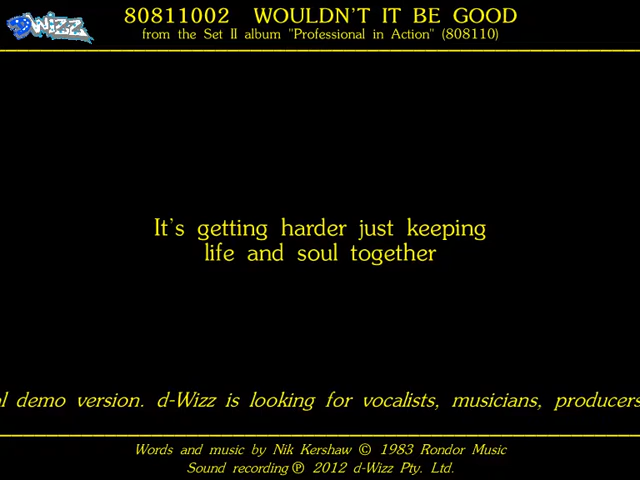 D-Wizz
80811002 WOULDN'T IT BE GOOD
from the Set II album "Professional in Action" (808110)
It's getting harder just keeping
life and soul together
l demo version. d-Wizz is looking for vocalists, musicians, producers
Words and music by Nik Kershaw © 1983 Rondor Music
Sound recording ℗ 2012 d-Wizz Pty. Ltd.